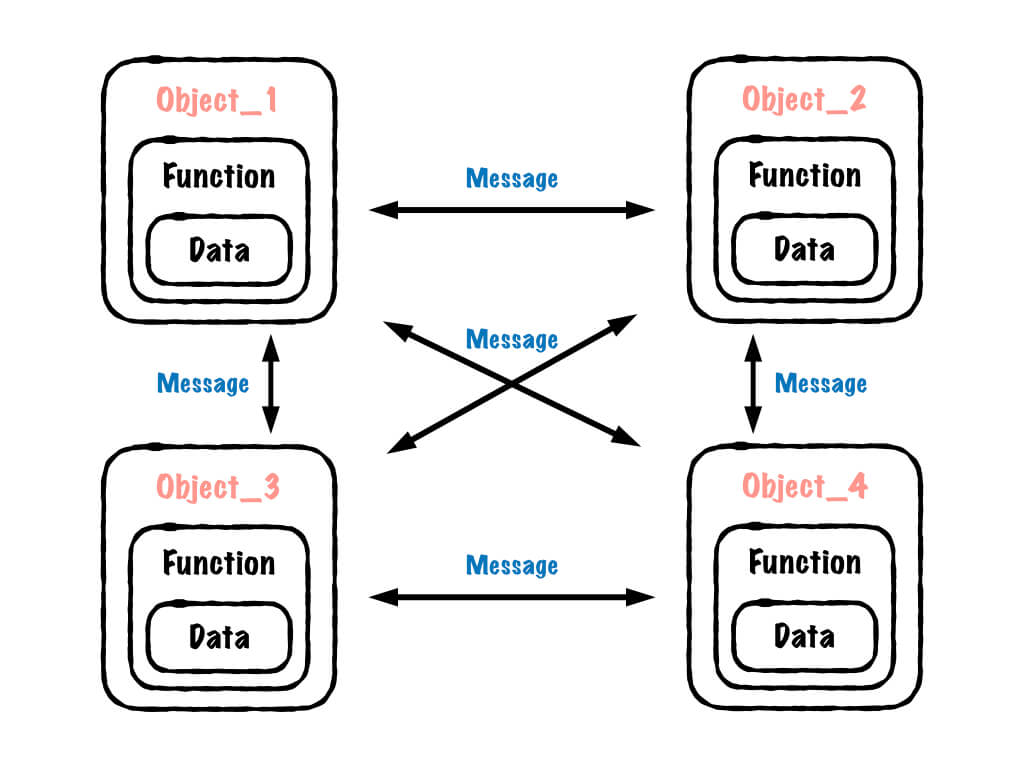 Object_1
Function
Data
Message
Object_2
Function
Data
Message
Message
Message
Object_3
Function
Data
Message
Object_4
Function
Data